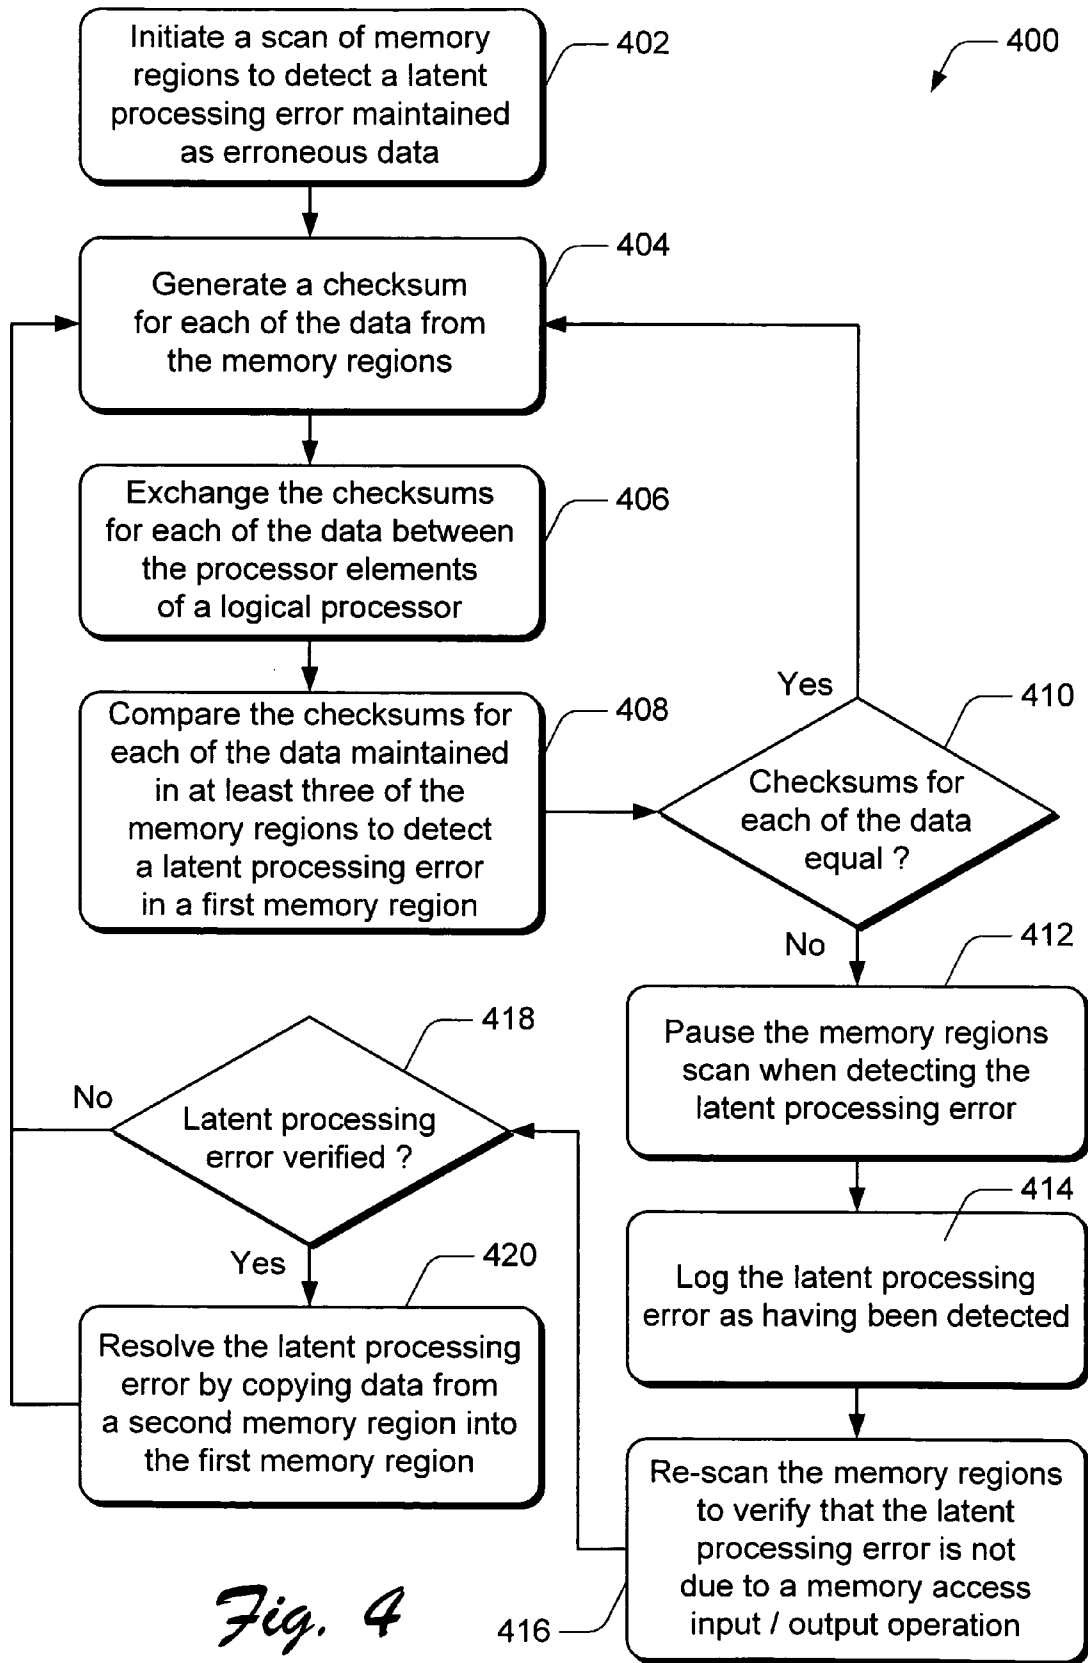 400
Initiate a scan of memory
regions to detect a latent
processing error maintained
as erroneous data
402
Generate a checksum
for each of the data from
the memory regions
404
Exchange the checksums
for each of the data between
the processor elements
of a logical processor
406
Compare the checksums for
each of the data maintained
in at least three of the
memory regions to detect
a latent processing error
in a first memory region
408
Yes
410
Checksums for
each of the data
equal ?
No
412
Pause the memory regions
scan when detecting the
latent processing error
414
Log the latent processing
error as having been detected
Re-scan the memory regions
to verify that the latent
processing error is not
due to a memory access
input / output operation
416
418
No
Latent processing
error verified ?
Yes
420
Resolve the latent processing
error by copying data from
a second memory region into
the first memory region
Fig. 4